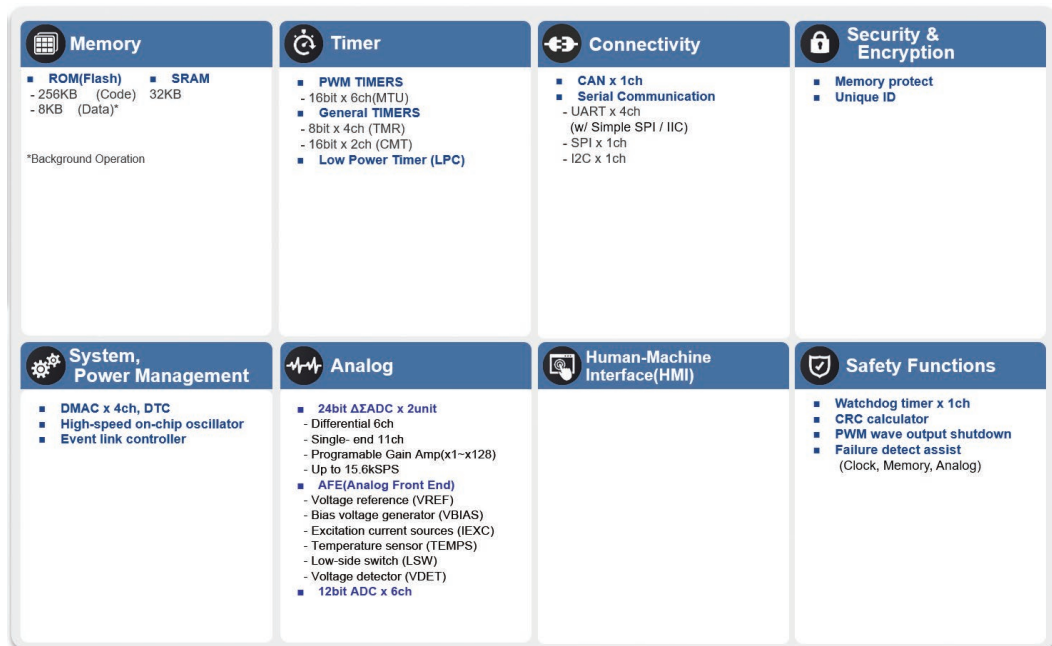 Memory
■ ROM(Flash) ■ SRAM
- 256KB (Code) 32KB
- 8KB (Data)*
*Background Operation
Timer
■ PWM TIMERS
- 16bit x 6ch(MTU)
■ General TIMERS
- 8bit x 4ch (TMR)
- 16bit x 2ch (CMT)
■ Low Power Timer (LPC)
Connectivity
■ CAN x 1ch
■ Serial Communication
- UART x 4ch
(w/ Simple SPI / IIC)
- SPI x 1ch
- I2C x 1ch
Security &
Encryption
■ Memory protect
■ Unique ID
System,
Power Management
■ DMAC x 4ch, DTC
■ High-speed on-chip oscillator
■ Event link controller
Analog
■ 24bit ΔΣADC x 2unit
- Differential 6ch
- Single- end 11ch
- Programable Gain Amp(x1~x128)
- Up to 15.6kSPS
■ AFE(Analog Front End)
- Voltage reference (VREF)
- Bias voltage generator (VBIAS)
- Excitation current sources (IEXC)
- Temperature sensor (TEMPS)
- Low-side switch (LSW)
- Voltage detector (VDET)
■ 12bit ADC x 6ch
Human-Machine
Interface(HMI)
Safety Functions
■ Watchdog timer x 1ch
■ CRC calculator
■ PWM wave output shutdown
■ Failure detect assist
(Clock, Memory, Analog)